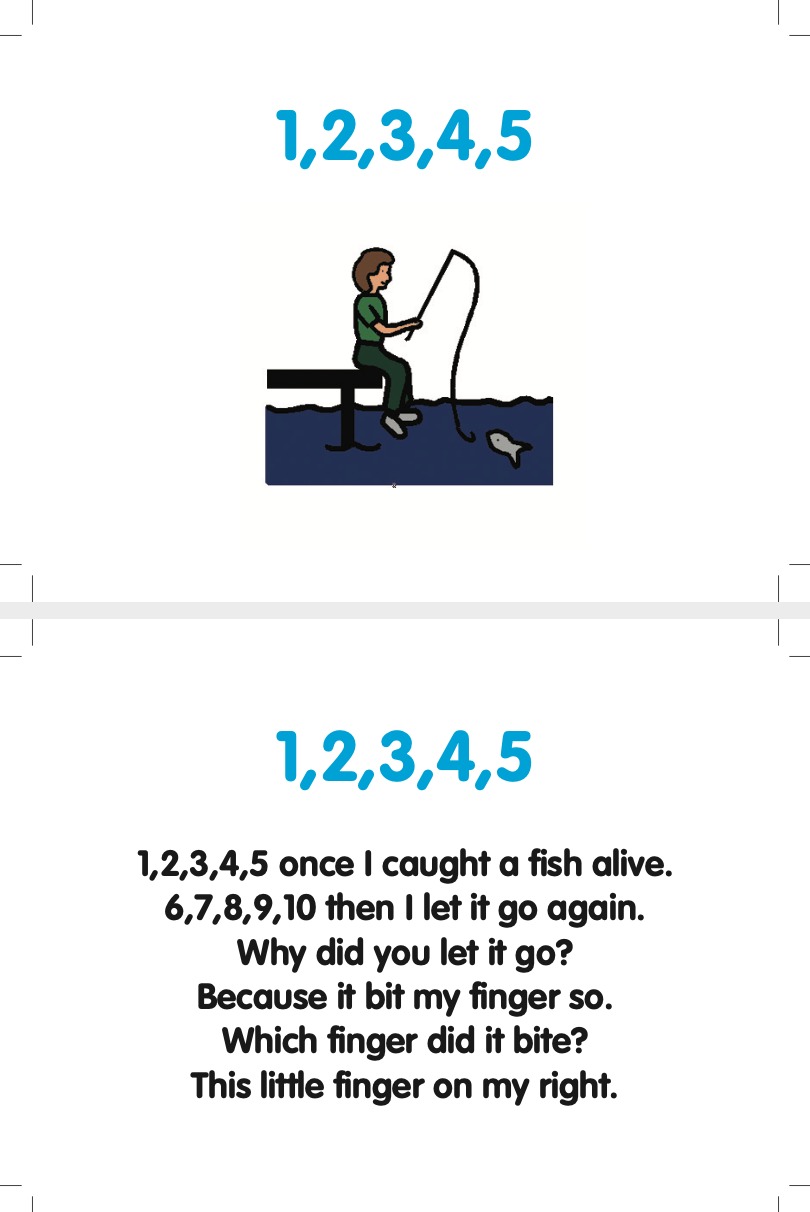 1,2,3,4,5
1,2,3,4,5
1,2,3,4,5 once I caught a fish alive.
6,7,8,9,10 then I let it go again.
Why did you let it go?
Because it bit my finger so.
Which finger did it bite?
This little finger on my right.